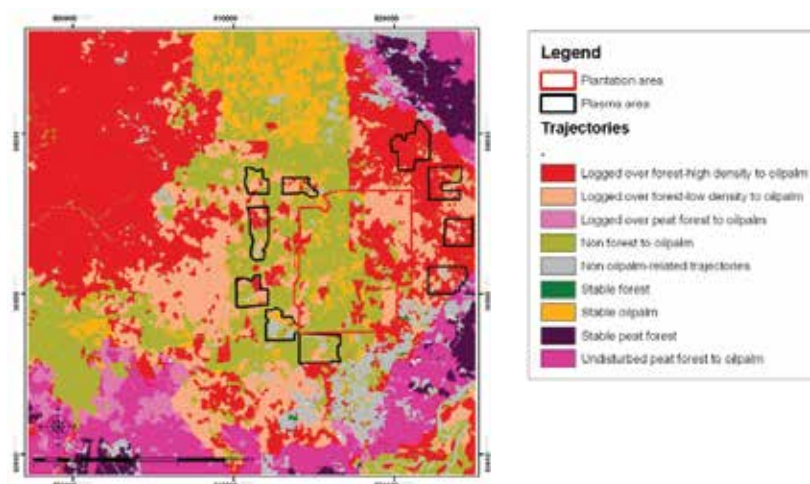 Legend
Plantation area
Plasma area
Trajectories
Logged over forest-high density to oilpalm
Logged over forest-low density to oilpalm
Logged over peat forest to oilpalm
Non forest to oilpalm
Non oilpalm-related trajectories
Stable forest
Stable oilpalm
Stable peat forest
Undisturbed peat forest to oilpalm